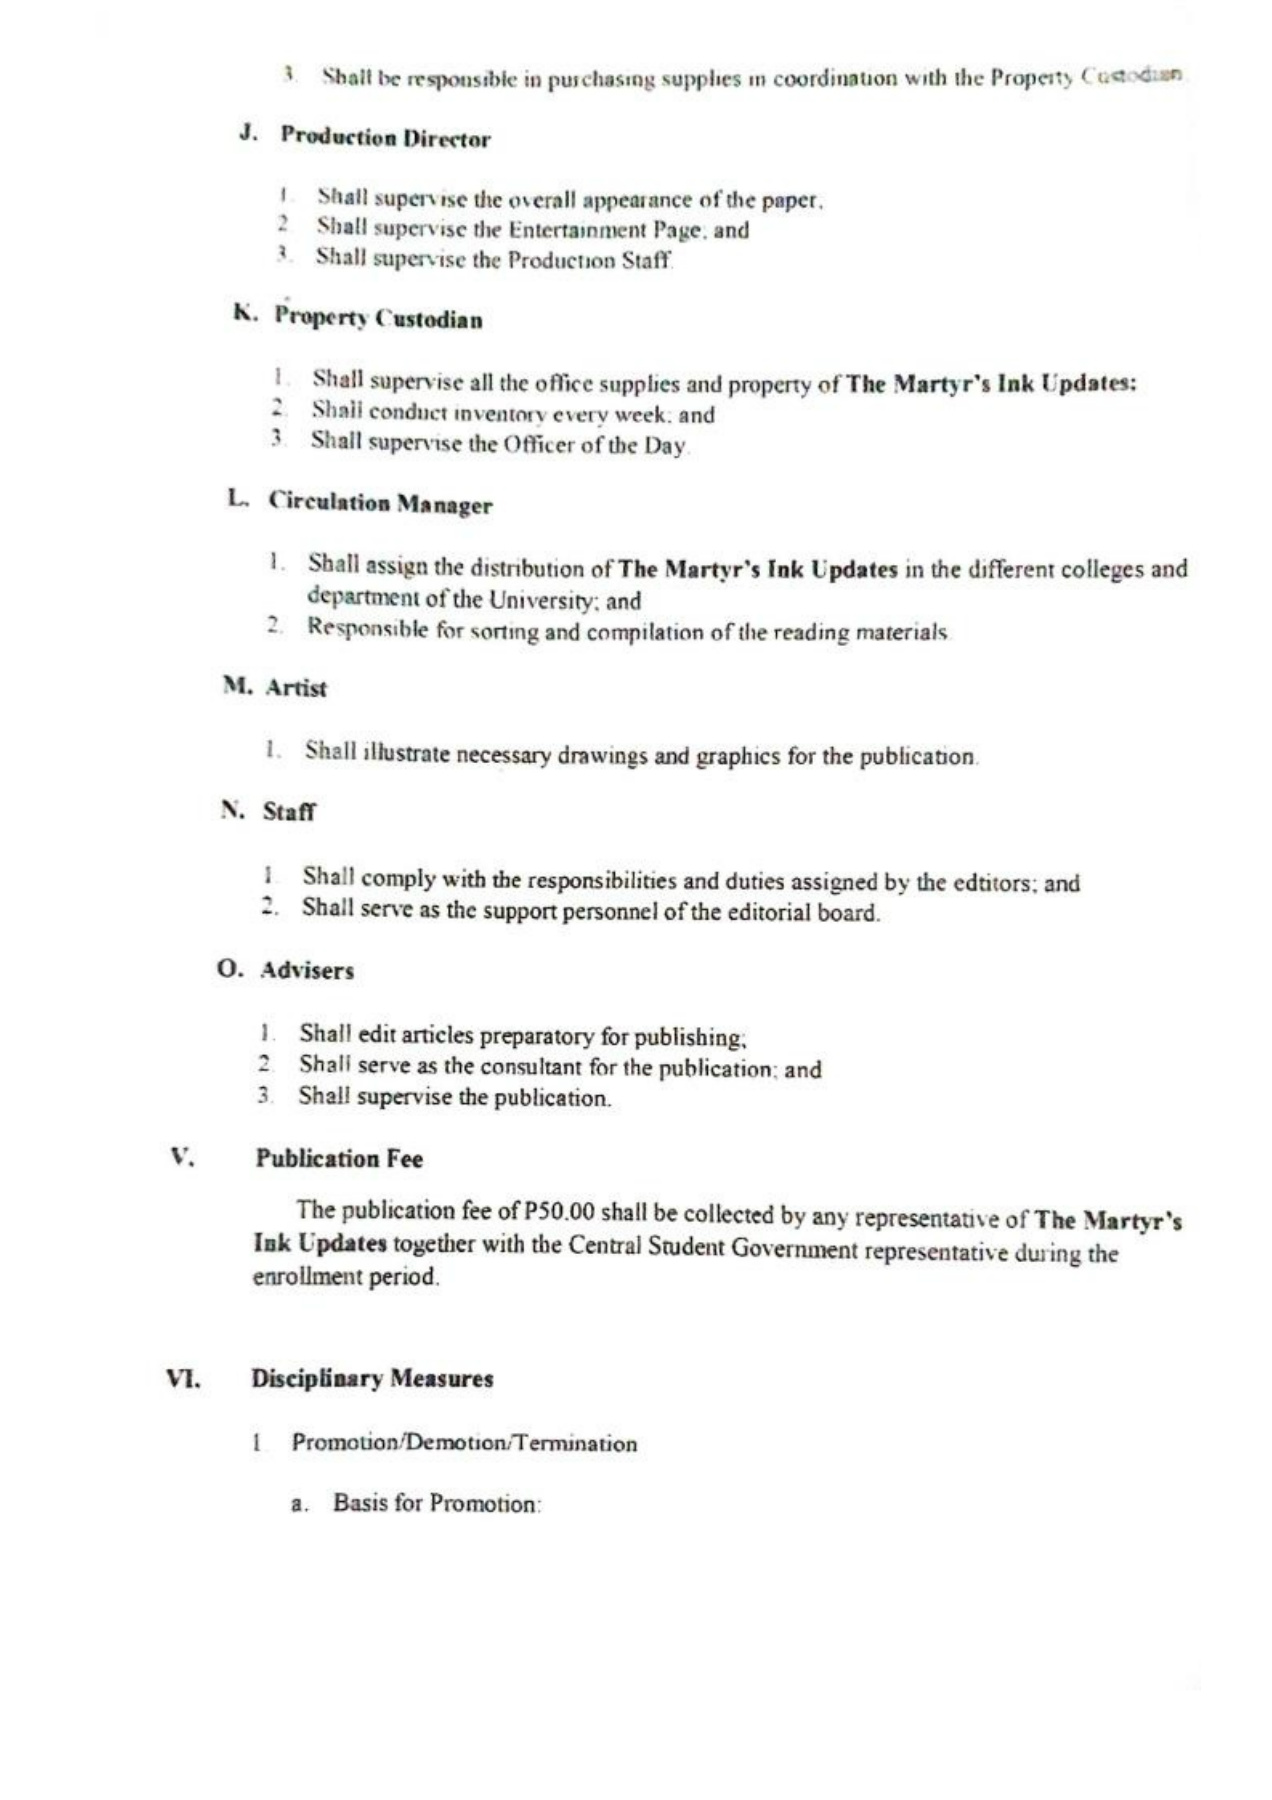 3. Shall be responsible in purchasing supplies in coordination with the Property Custodian
J. Production Director
1. Shall supervise the overall appearance of the paper,
2 Shall supervise the Entertainment Page; and
3. Shall supervise the Production Staff.
K. Property Custodian
1. Shall supervise all the office supplies and property of The Martyr's Ink Updates;
2. Shall conduct inventory every week; and
3. Shall supervise the Officer of the Day.
L. Circulation Manager
1. Shall assign the distribution of The Martyr's Ink Updates in the different colleges and
department of the University; and
2. Responsible for sorting and compilation of the reading materials
M. Artist
1. Shall illustrate necessary drawings and graphics for the publication.
N. Staff
1. Shall comply with the responsibilities and duties assigned by the edtitors; and
2. Shall serve as the support personnel of the editorial board.
O. Advisers
1. Shall edit articles preparatory for publishing;
2. Shall serve as the consultant for the publication; and
3. Shall supervise the publication.
V. Publication Fee
The publication fee of P50.00 shall be collected by any representative of The Martyr's
Ink Updates together with the Central Student Government representative during the
enrollment period.
VI. Disciplinary Measures
1 Promotion/Demotion/Termination
a. Basis for Promotion: